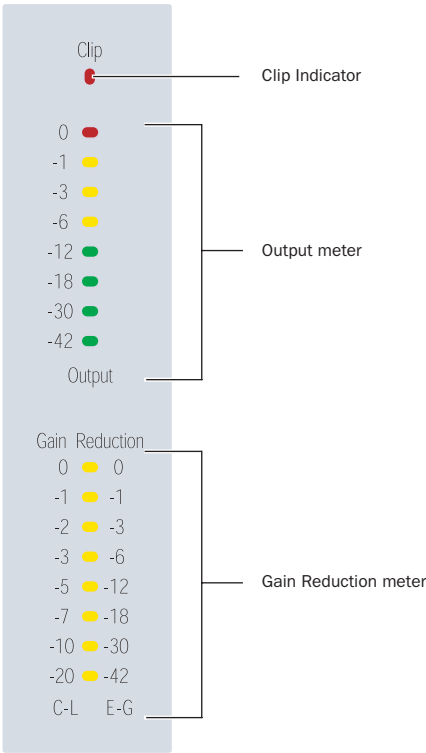 Clip
Clip Indicator
0
-1
-3
-6
-12
Output meter
-18
-30
-42
Output
Gain Reduction
0 0
-1 -1
-2 -3
-3 -6
-5 -12
Gain Reduction meter
-7 -18
-10 -30
-20 -42
C-L E-G